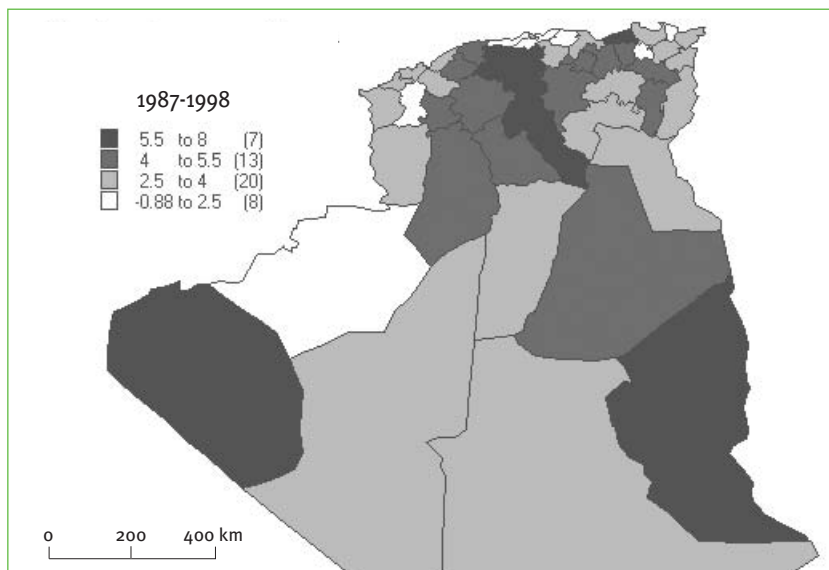 1987-1998
5.5 to 8 (7)
4 to 5.5 (13)
2.5 to 4 (20)
-0.88 to 2.5 (8)
0 200 400 km